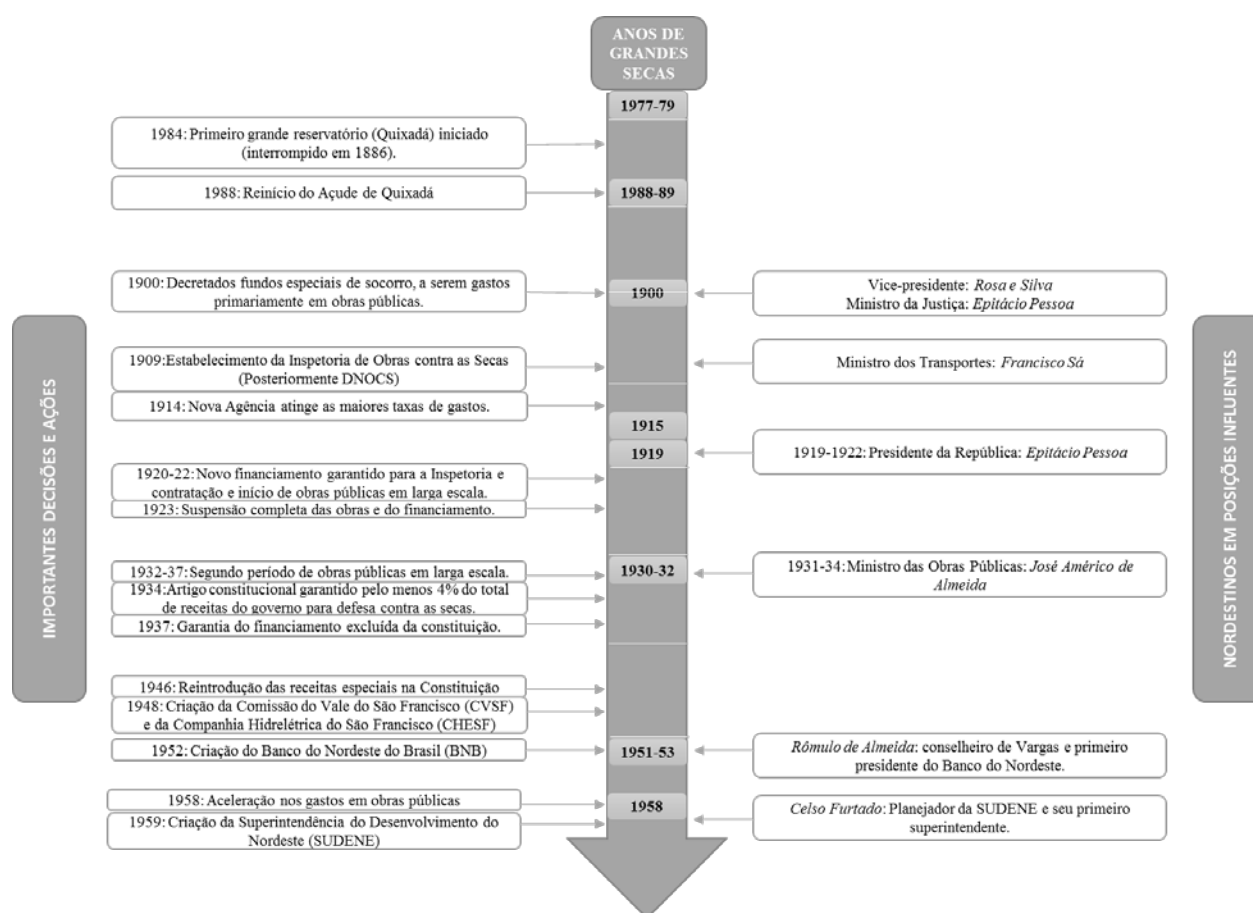 ANOS DE
GRANDES
SECAS
1977-79
1984: Primeiro grande reservatório (Quixadá) iniciado
(interrompido em 1886).
1988: Reinício do Açude de Quixadá
1988-89
1900: Decretados fundos especiais de socorro, a serem gastos
primariamente em obras públicas.
1900
Vice-presidente: Rosa e Silva
Ministro da Justiça: Epitácio Pessoa
IMPORTANTES DECISÕES E AÇÕES
NORDESTINOS EM POSIÇÕES INFLUENTES
1909:Estabelecimento da Inspetoria de Obras contra as Secas
(Posteriormente DNOCS)
Ministro dos Transportes: Francisco Sá
1914: Nova Agência atinge as maiores taxas de gastos.
1915
1919
1919-1922: Presidente da República: Epitácio Pessoa
1920-22: Novo financiamento garantido para a Inspetoria e
contratação e início de obras públicas em larga escala.
1923: Suspensão completa das obras e do financiamento.
1932-37: Segundo período de obras públicas em larga escala.
1930-32
1931-34: Ministro das Obras Públicas: José Américo de
Almeida
1934: Artigo constitucional garantido pelo menos 4% do total
de receitas do governo para defesa contra as secas.
1937: Garantia do financiamento excluída da constituição.
1946: Reintrodução das receitas especiais na Constituição
1948: Criação da Comissão do Vale do São Francisco (CVSF)
e da Companhia Hidrelétrica do São Francisco (CHESF)
1952: Criação do Banco do Nordeste do Brasil (BNB)
1951-53
Rômulo de Almeida: conselheiro de Vargas e primeiro
presidente do Banco do Nordeste.
1958: Aceleração nos gastos em obras públicas
1958
Celso Furtado: Planejador da SUDENE e seu primeiro
superintendente.
1959: Criação da Superintendência do Desenvolvimento do
Nordeste (SUDENE)